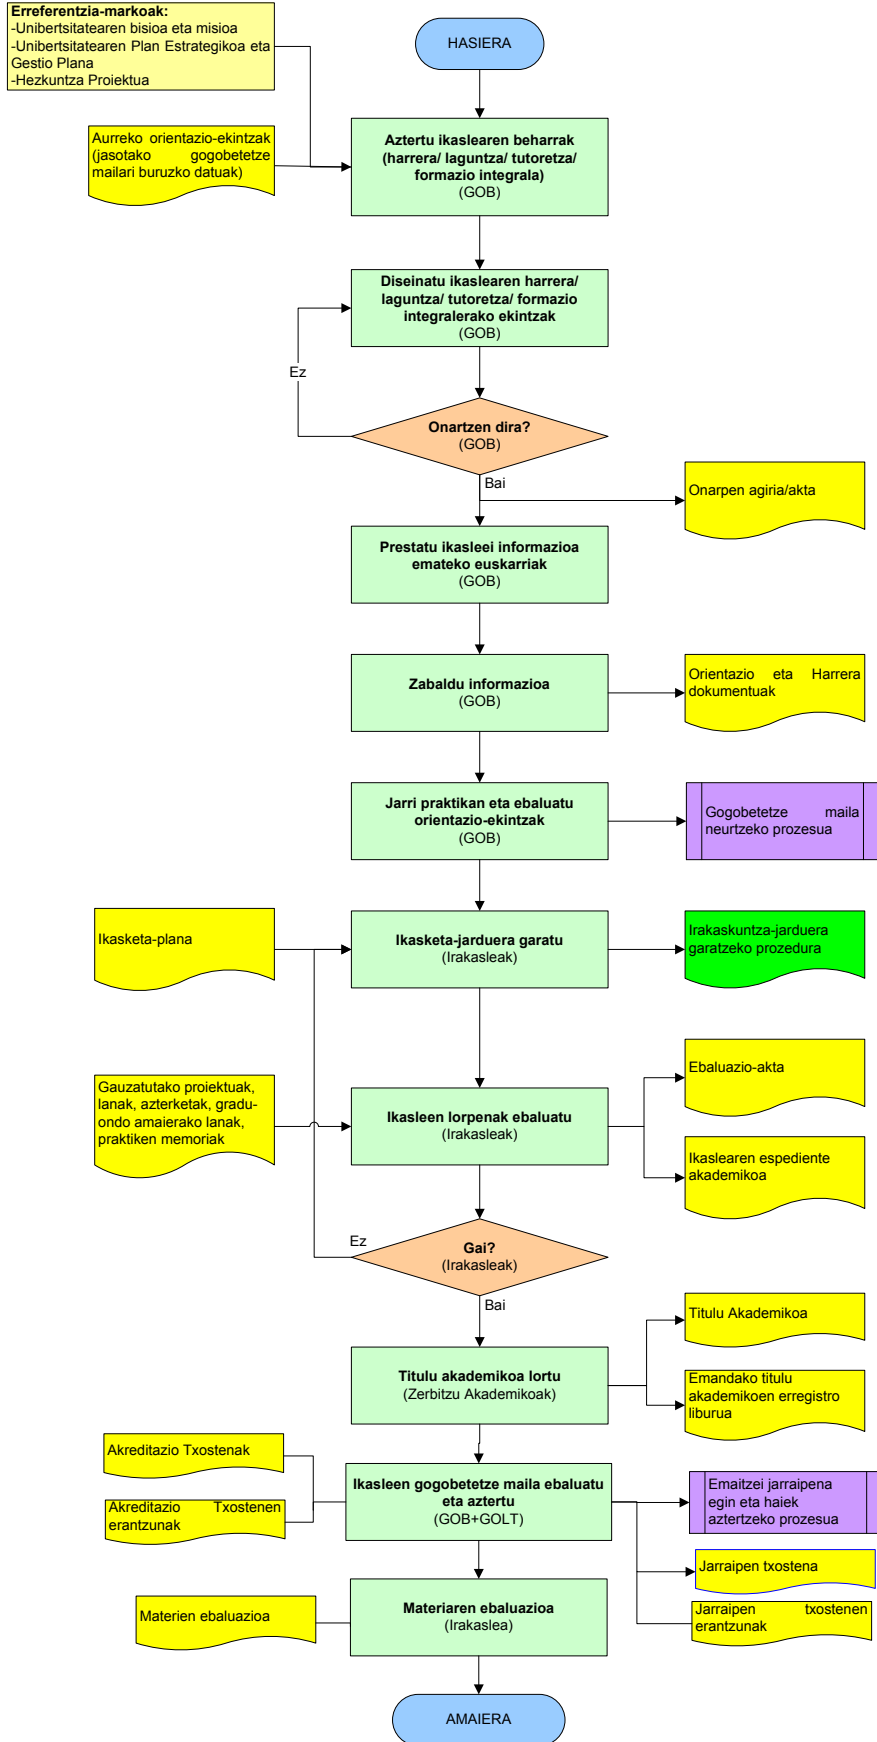 Erreferentzia-markoak:
-Unibertsitatearen bisioa eta misioa
-Unibertsitatearen Plan Estrategikoa eta
Gestio Plana
-Hezkuntza Proiektua
HASIERA
Aurreko orientazio-ekintzak
(jasotako gogobetetze
mailari buruzko datuak)
Aztertu ikaslearen beharrak
(harrera/ laguntza/ tutoretza/
formazio integrala)
(GOB)
Diseinatu ikaslearen harrera/
laguntza/ tutoretza/ formazio
integralerako ekintzak
(GOB)
Ez
Onartzen dira?
(GOB)
Bai
Onarpen agiria/akta
Prestatu ikasleei informazioa
emateko euskarriak
(GOB)
Zabaldu informazioa
(GOB)
Orientazio eta Harrera
dokumentuak
Jarri praktikan eta ebaluatu
orientazio-ekintzak
(GOB)
Gogobetetze maila
neurtzeko prozesua
Ikasketa-plana
Ikasketa-jarduera garatu
(Irakasleak)
Irakaskuntza-jarduera
garatzeko prozedura
Gauzatutako proiektuak,
lanak, azterketak, gradu-
ondo amaierako lanak,
praktiken memoriak
Ikasleen lorpenak ebaluatu
(Irakasleak)
Ebaluazio-akta
Ikaslearen espediente
akademikoa
Ez
Gai?
(Irakasleak)
Bai
Titulu akademikoa lortu
(Zerbitzu Akademikoak)
Titulu Akademikoa
Emandako titulu
akademikoen erregistro
liburua
Akreditazio Txostenak
Akreditazio Txostenen
erantzunak
Ikasleen gogobetetze maila ebaluatu
eta aztertu
(GOB+GOLT)
Emaitzei jarraipena
egin eta haiek
aztertzeko prozesua
Jarraipen txostena
Jarraipen txostenen
erantzunak
Materien ebaluazioa
Materiaren ebaluazioa
(Irakaslea)
AMAIERA